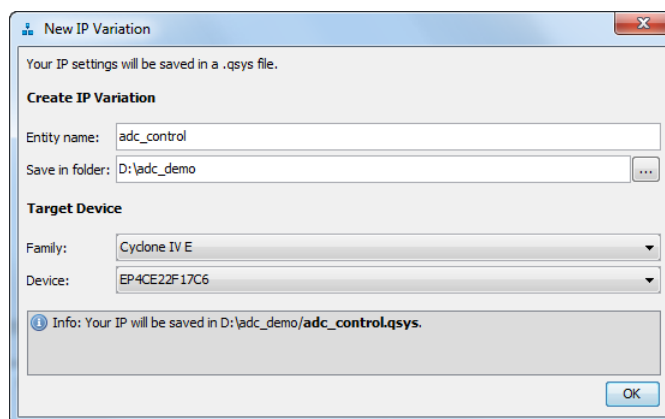 New IP Variation
Your IP settings will be saved in a .qsys file.
Create IP Variation
Entity name: adc_control
Save in folder: D:\adc_demo ...
Target Device
Family: Cyclone IV E
Device: EP4CE22F17C6
Info: Your IP will be saved in D:\adc_demo/adc_control.qsys.
OK